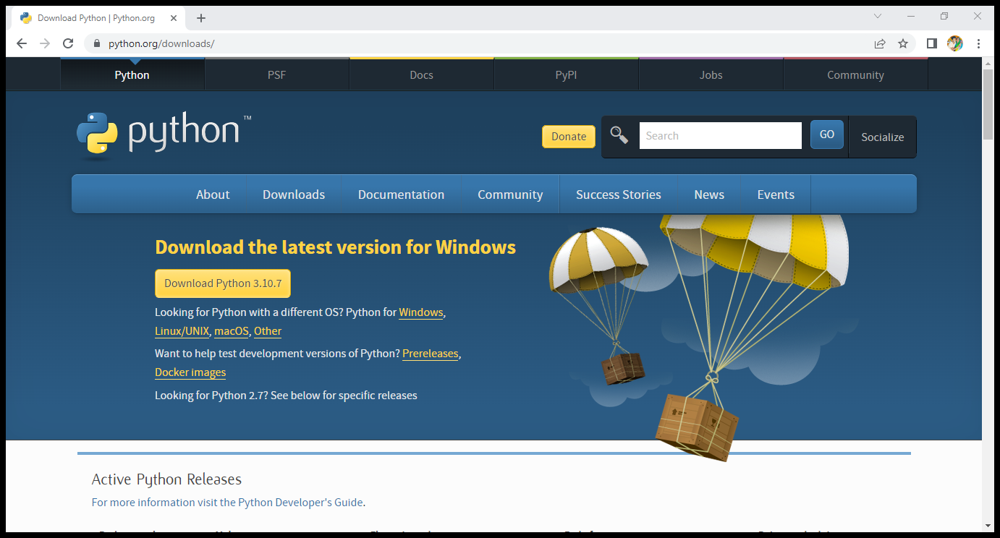 Download Python | Python.org
python.org/downloads/
Python PSF Docs PyPI Jobs Community
python™
Donate Search GO Socialize
About Downloads Documentation Community Success Stories News Events
Download the latest version for Windows
Download Python 3.10.7
Looking for Python with a different OS? Python for Windows,
Linux/UNIX, macOS, Other
Want to help test development versions of Python? Prereleases,
Docker images
Looking for Python 2.7? See below for specific releases
Active Python Releases
For more information visit the Python Developer's Guide.